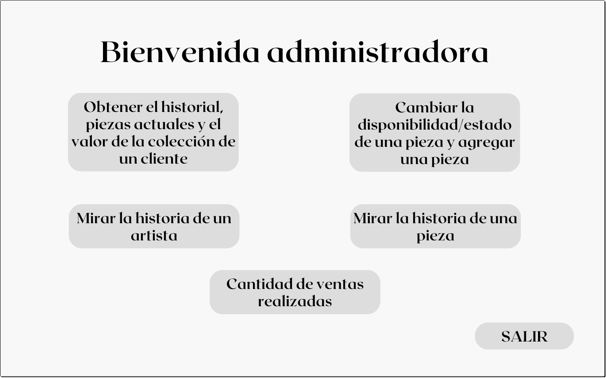 Bienvenida administradora
Obtener el historial,
piezas actuales y el
valor de la colección de
un cliente
Cambiar la
disponibilidad/estado
de una pieza y agregar
una pieza
Mirar la historia de un
artista
Mirar la historia de una
pieza
Cantidad de ventas
realizadas
SALIR